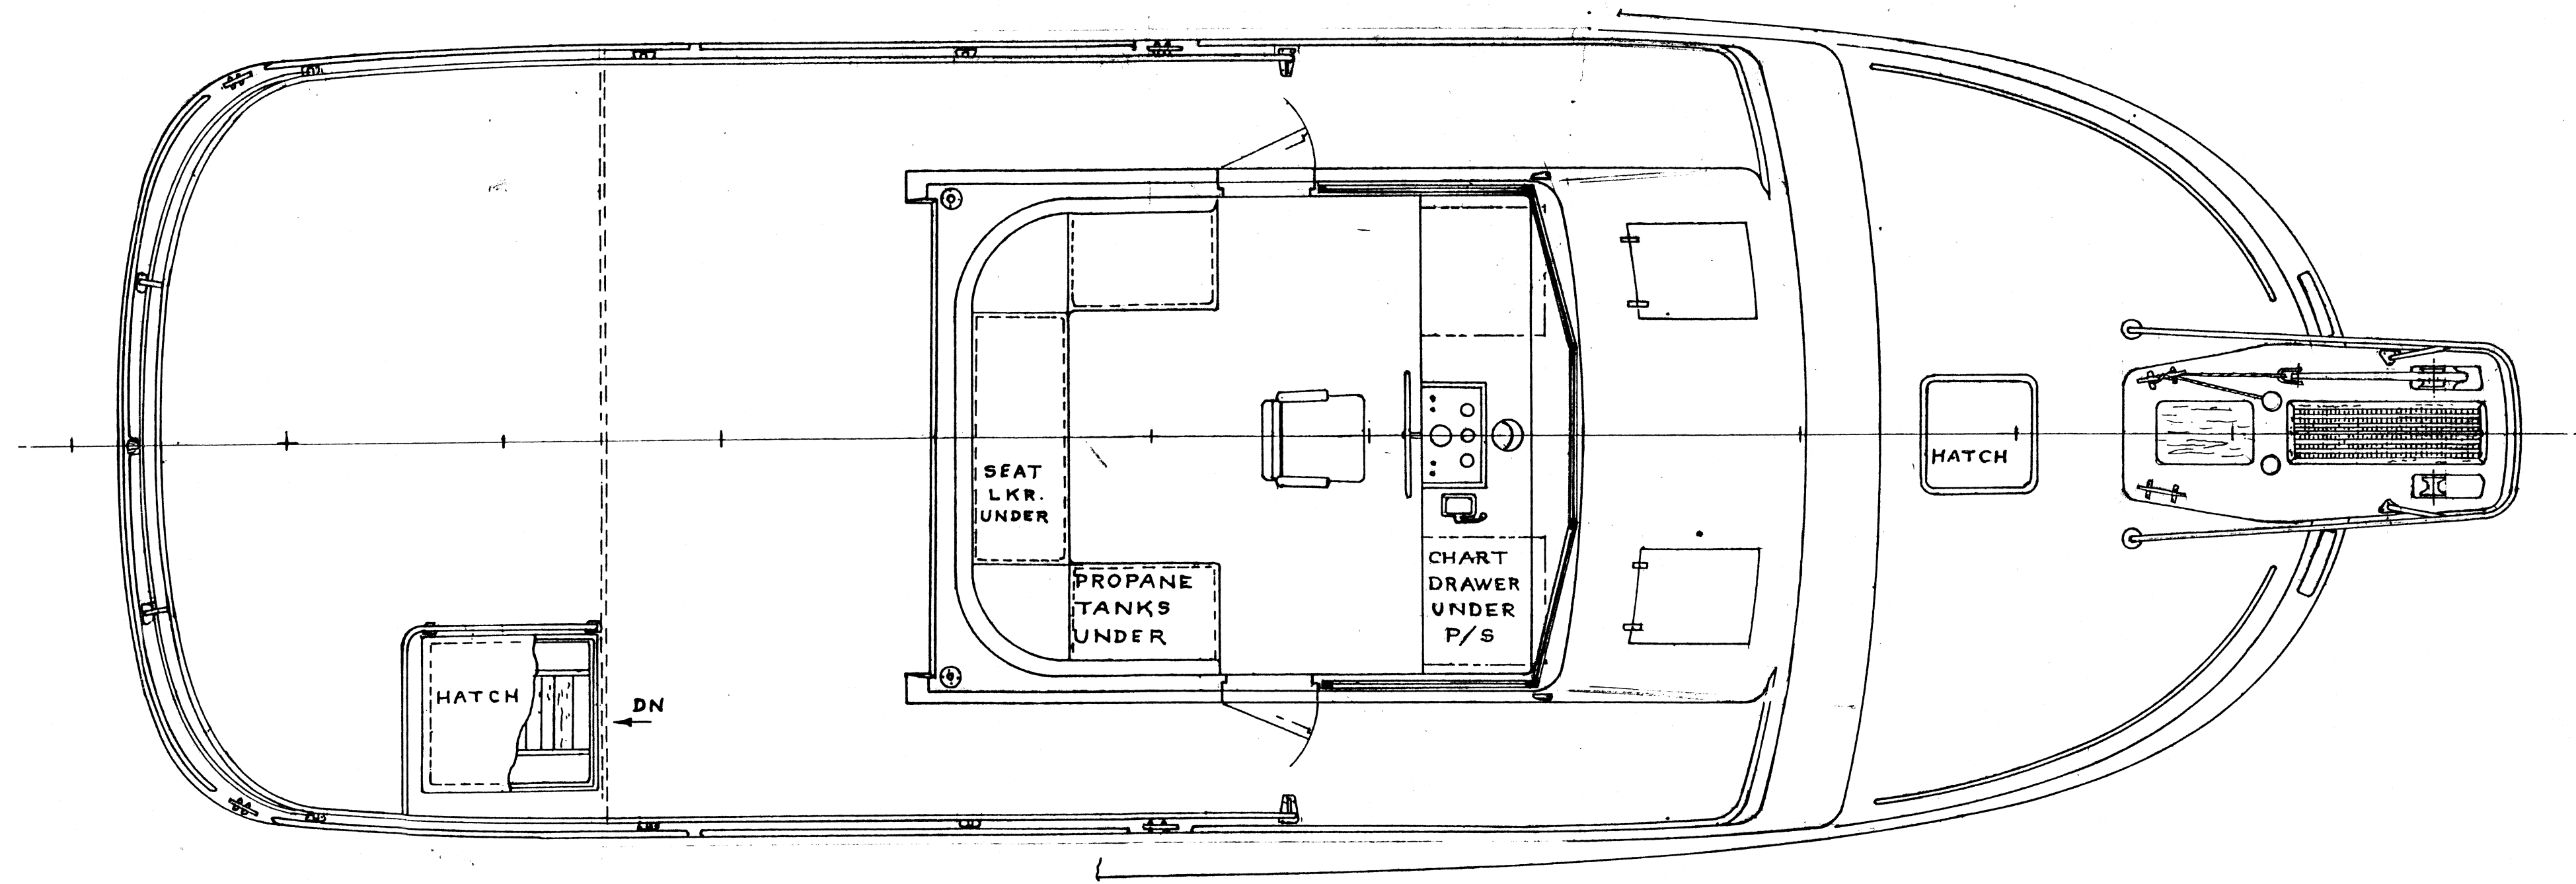 SEAT
LKR.
UNDER
PROPANE
TANKS
UNDER
CHART
DRAWER
UNDER
P/S
HATCH
HATCH
DN